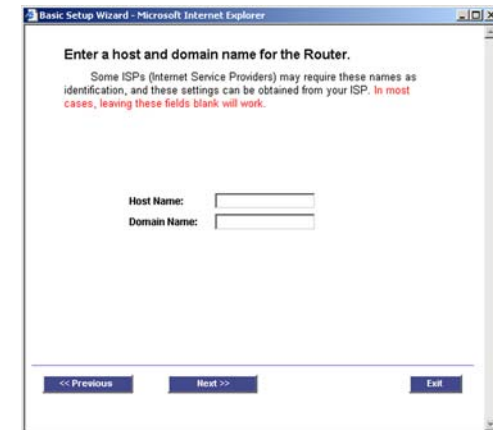 Basic Setup Wizard - Microsoft Internet Explorer
Enter a host and domain name for the Router.
Some ISPs (Internet Service Providers) may require these names as
identification, and these settings can be obtained from your ISP. In most
cases, leaving these fields blank will work.
Host Name:
Domain Name:
<< Previous
Next >>
Exit